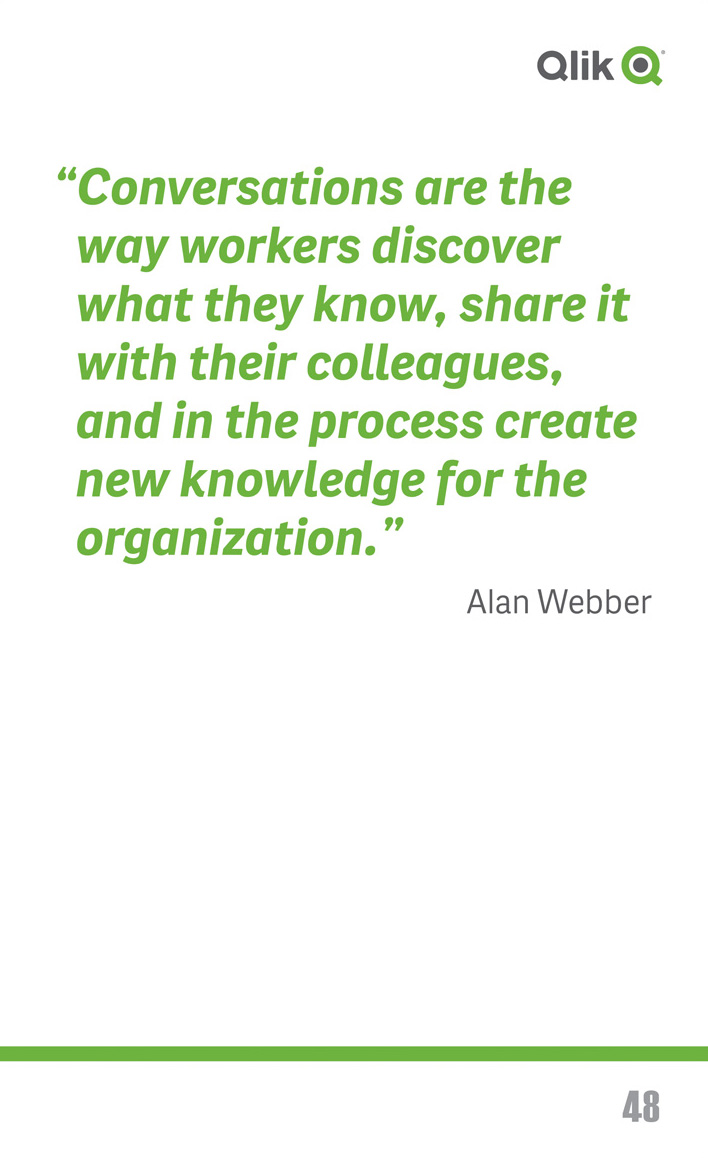 Qlik
“Conversations are the
way workers discover
what they know, share it
with their colleagues,
and in the process create
new knowledge for the
organization.”
Alan Webber
48